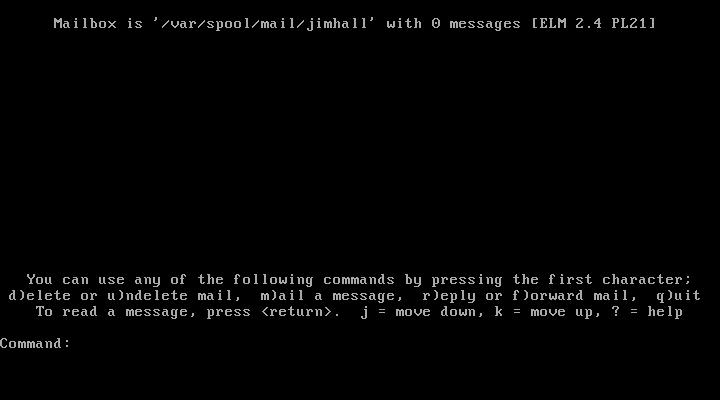 Mailbox is '/var/spool/mail/jimhall' with 0 messages [ELM 2.4 PL21]
You can use any of the following commands by pressing the first character;
d)elete or u)ndelete mail, m)ail a message, r)eply or f)orward mail, q)uit
To read a message, press <return>. j = move down, k = move up, ? = help
Command: